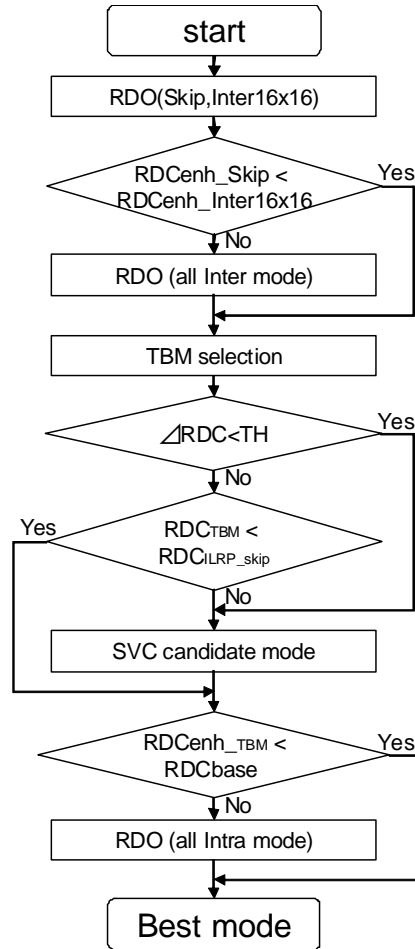 start
RDO(Skip,Inter16x16)
RDCenh_Skip <
RDCenh_Inter16x16
Yes
No
RDO (all Inter mode)
TBM selection
⊿RDC<TH
Yes
No
Yes
RDCTBM <
RDCILRP_skip
No
SVC candidate mode
RDCenh_TBM <
RDCbase
Yes
No
RDO (all Intra mode)
Best mode